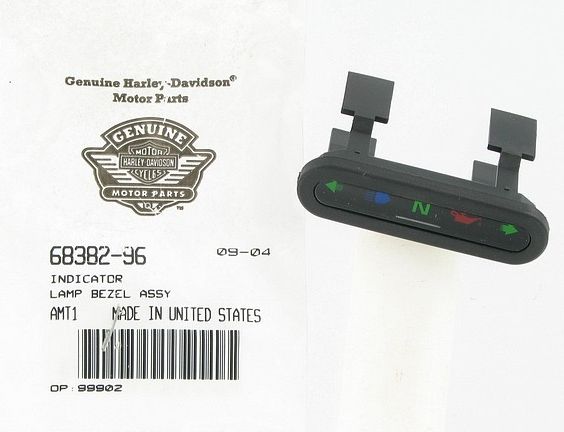 Genuine Harley-Davidson®
Motor Parts
GENUINE
MOTOR
HARLEY-DAVIDSON
CYCLES
MOTOR PARTS
™
68382-96 09-04
INDICATOR
LAMP BEZEL ASSY
AMT1 MADE IN UNITED STATES
OP:99902
N